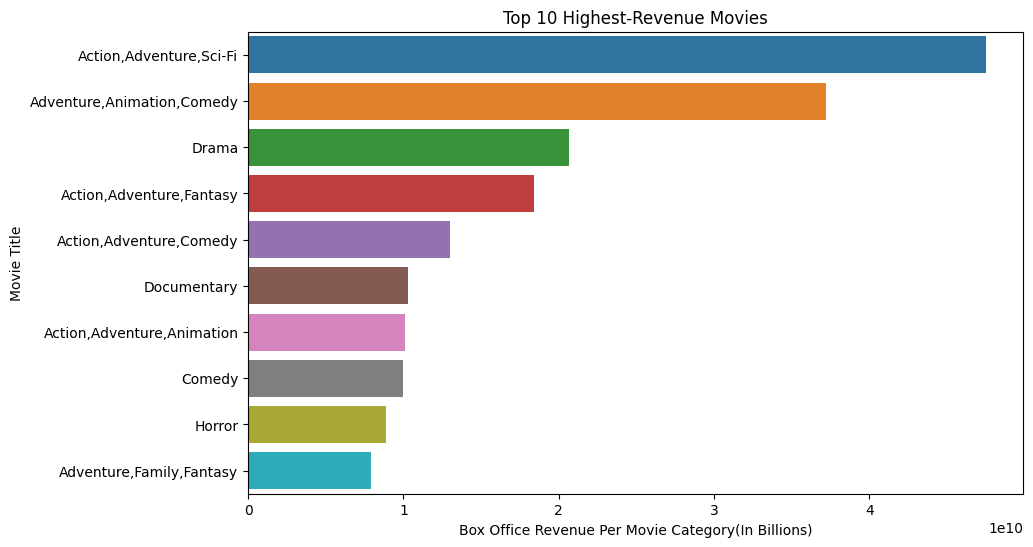 Top 10 Highest-Revenue Movies
Movie Title
Action,Adventure,Sci-Fi
Adventure,Animation,Comedy
Drama
Action,Adventure,Fantasy
Action,Adventure,Comedy
Documentary
Action,Adventure,Animation
Comedy
Horror
Adventure,Family,Fantasy
0 1 2 3 4
1e10
Box Office Revenue Per Movie Category(In Billions)